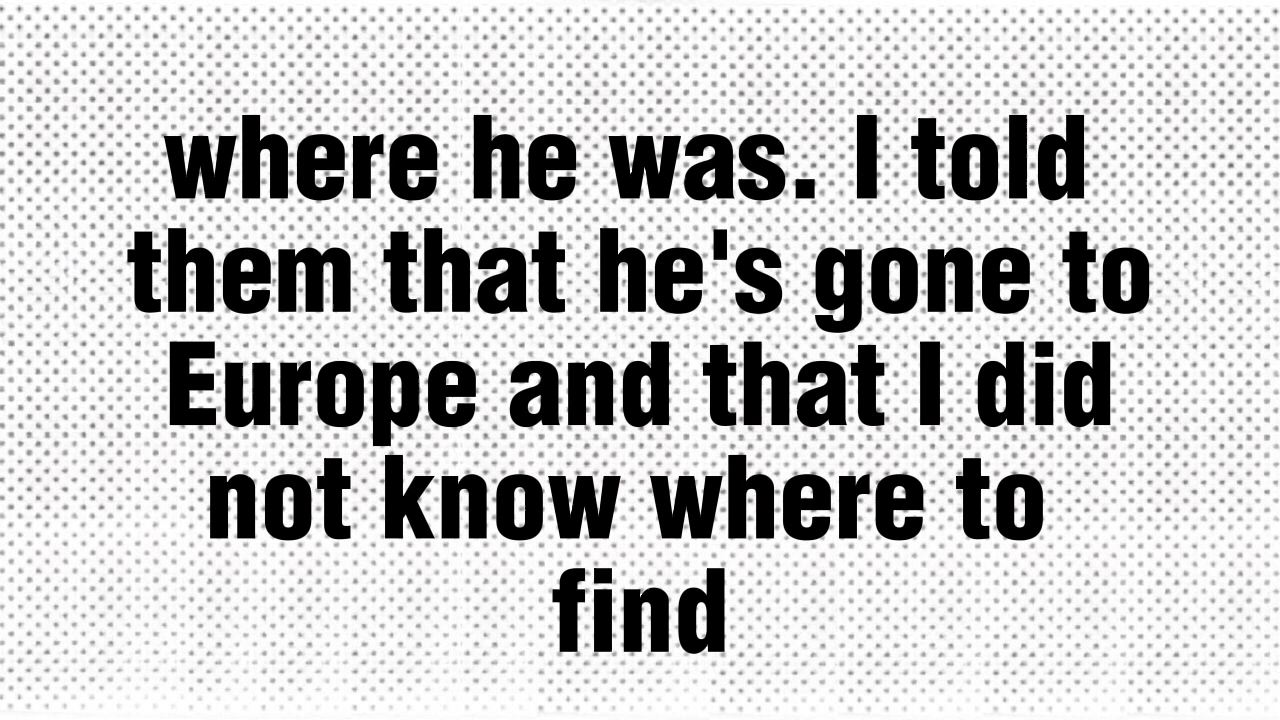 where he was. I told
them that he's gone to
Europe and that I did
not know where to
find